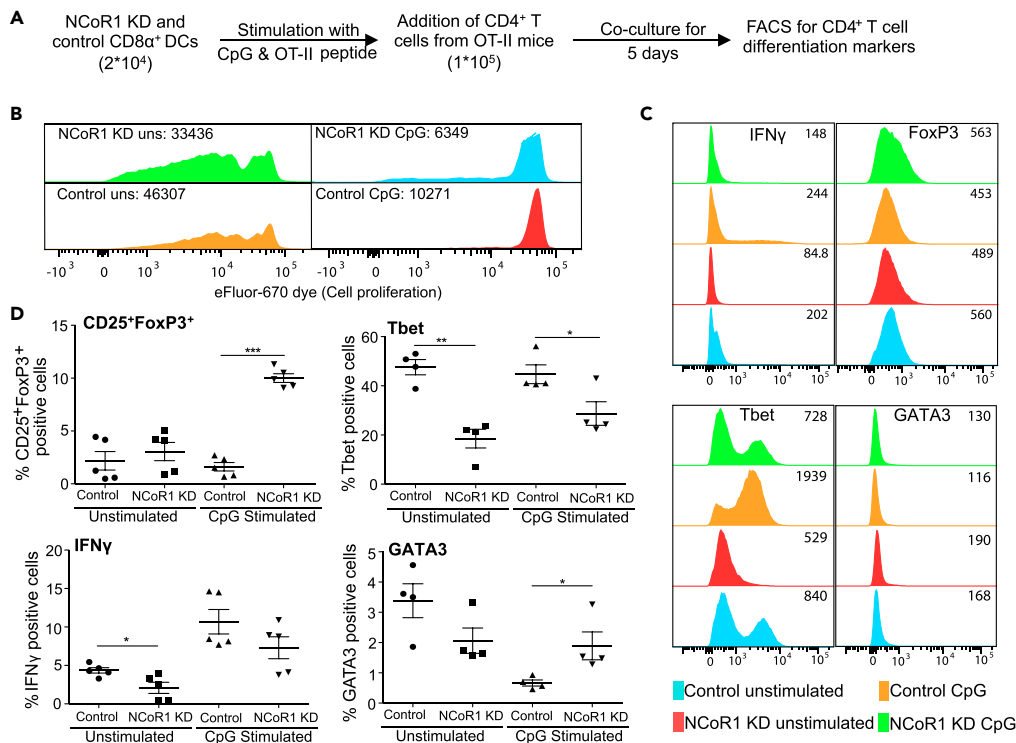 A
NCoR1 KD and
control CD8α⁺ DCs
(2*10⁴)
Stimulation with
CpG & OT-II peptide
Addition of CD4⁺ T
cells from OT-II mice
(1*10⁵)
Co-culture for
5 days
FACS for CD4⁺ T cell
differentiation markers
B
NCoR1 KD uns: 33436
NCoR1 KD CpG: 6349
Control uns: 46307
Control CpG: 10271
-10³ 0 10³ 10⁴ 10⁵ -10³ 0 10³ 10⁴ 10⁵
eFluor-670 dye (Cell proliferation)
C
IFNγ 148
244
84.8
202
0 10³ 10⁴ 10⁵
FoxP3 563
453
489
560
0 10³ 10⁴ 10⁵
Tbet 728
1939
529
840
0 10³ 10⁴ 10⁵
GATA3 130
116
190
168
0 10³ 10⁴ 10⁵
Control unstimulated
Control CpG
NCoR1 KD unstimulated
NCoR1 KD CpG
D
CD25⁺FoxP3⁺
% CD25+FoxP3+
positive cells
15
10
5
0
Control NCoR1 KD Control NCoR1 KD
Unstimulated CpG Stimulated
***
Tbet
% Tbet positive cells
60
40
20
0
Control NCoR1 KD Control NCoR1 KD
Unstimulated CpG Stimulated
**
*
IFNγ
% IFNγ positive cells
20
15
10
5
0
Control NCoR1 KD Control NCoR1 KD
Unstimulated CpG Stimulated
*
GATA3
% GATA3 positive cells
5
4
3
2
1
0
Control NCoR1 KD Control NCoR1 KD
Unstimulated CpG Stimulated
*